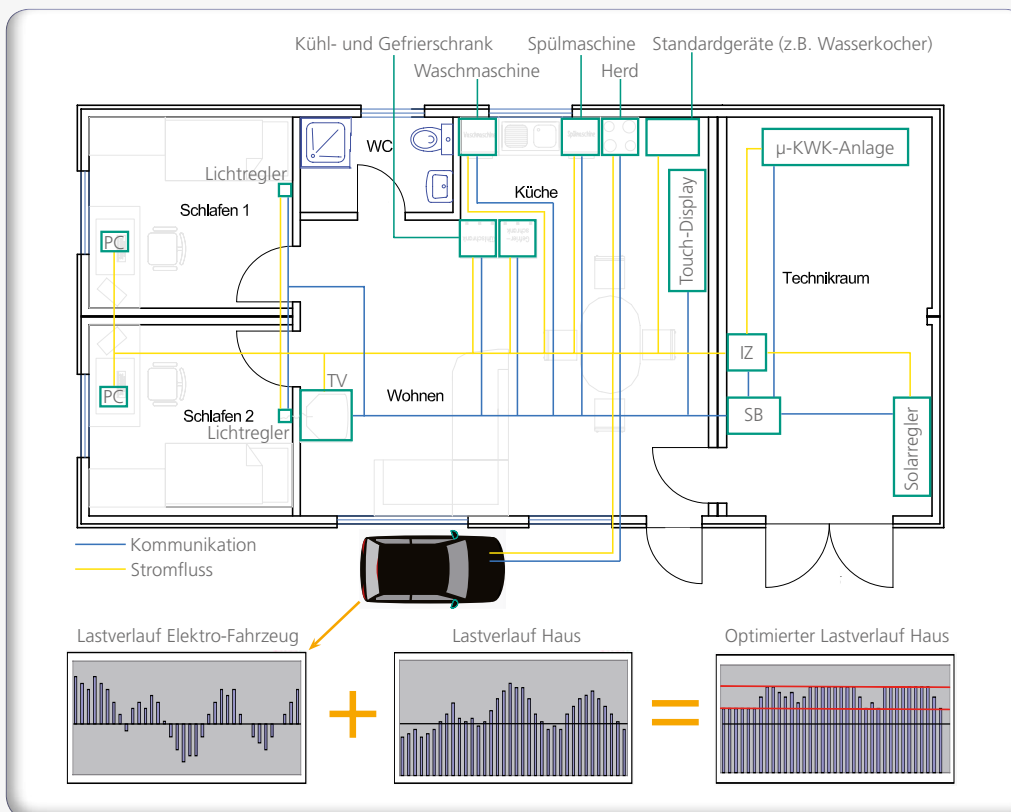 Kühl- und Gefrierschrank
Spülmaschine
Standardgeräte (z.B. Wasserkocher)
Waschmaschine
Herd
WC
µ-KWK-Anlage
Lichtregler
Küche
Schlafen 1
PC
Touch-Display
Technikraum
IZ
TV
PC
Wohnen
SB
Schlafen 2
Lichtregler
Solarregler
Kommunikation
Stromfluss
Lastverlauf Elektro-Fahrzeug
Lastverlauf Haus
Optimierter Lastverlauf Haus
+
=